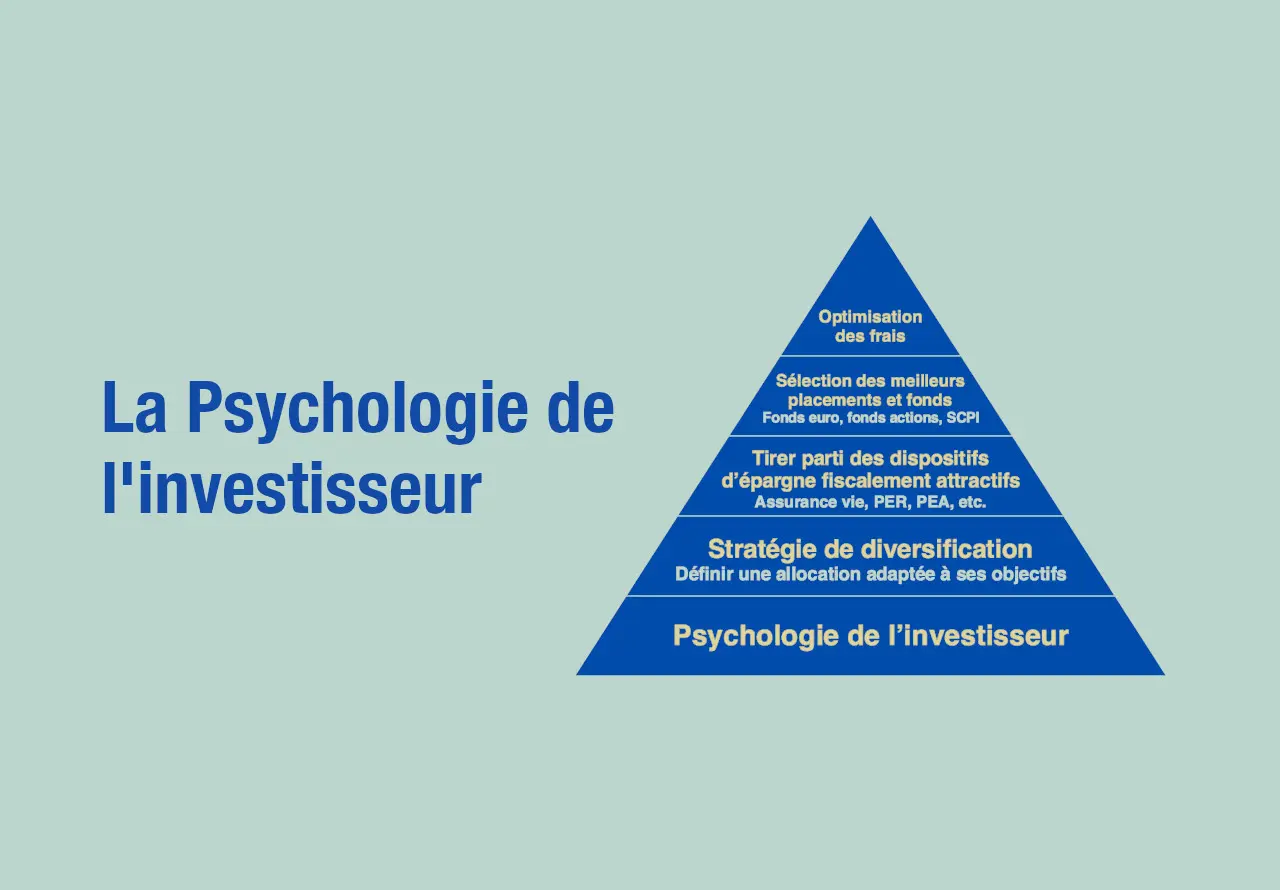 La Psychologie de
l'investisseur
Optimisation
des frais
Sélection des meilleurs
placements et fonds
Fonds euro, fonds actions, SCPI
Tirer parti des dispositifs
d’épargne fiscalement attractifs
Assurance vie, PER, PEA, etc.
Stratégie de diversification
Définir une allocation adaptée à ses objectifs
Psychologie de l’investisseur